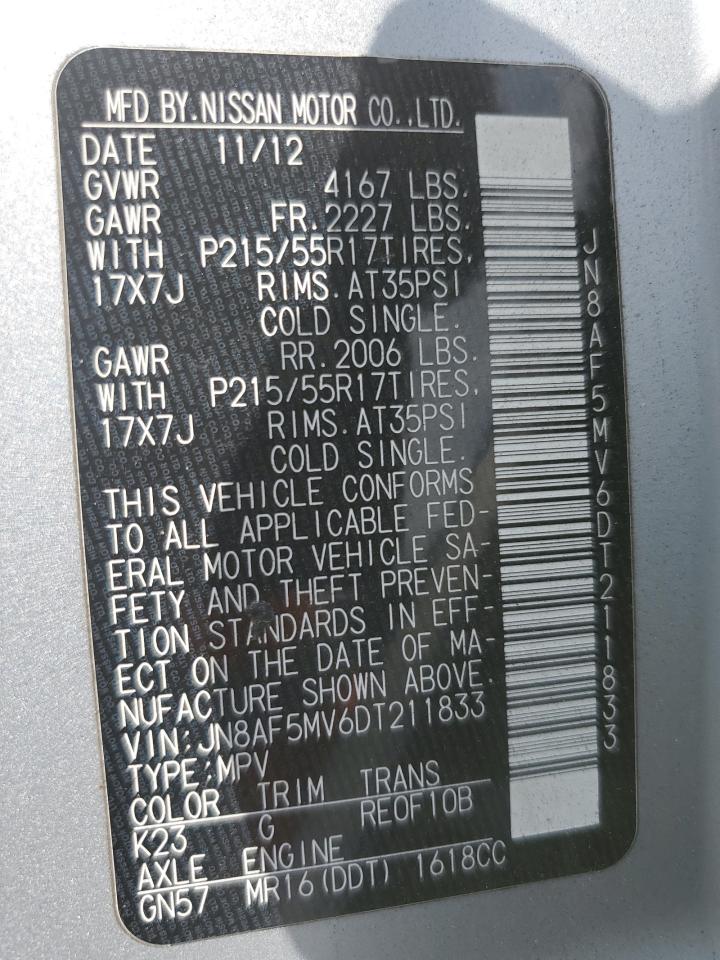 MFD BY.NISSAN MOTOR CO.,LTD.
DATE 11/12
GVWR 4167 LBS.
GAWR FR.2227 LBS.
WITH P215/55R17TIRES,
17X7J RIMS.AT35PSI
COLD SINGLE.
GAWR RR.2006 LBS.
WITH P215/55R17TIRES,
17X7J RIMS.AT35PSI
COLD SINGLE.
THIS VEHICLE CONFORMS
TO ALL APPLICABLE FED-
ERAL MOTOR VEHICLE SA-
FETY AND THEFT PREVEN-
TION STANDARDS IN EFF-
ECT ON THE DATE OF MA-
NUFACTURE SHOWN ABOVE.
VIN:JN8AF5MV6DT211833
TYPE:MPV
COLOR TRIM TRANS
K23 G RE0F10B
AXLE ENGINE
GN57 MR16(DDT) 1618CC
JN8AF5MV6DT211833